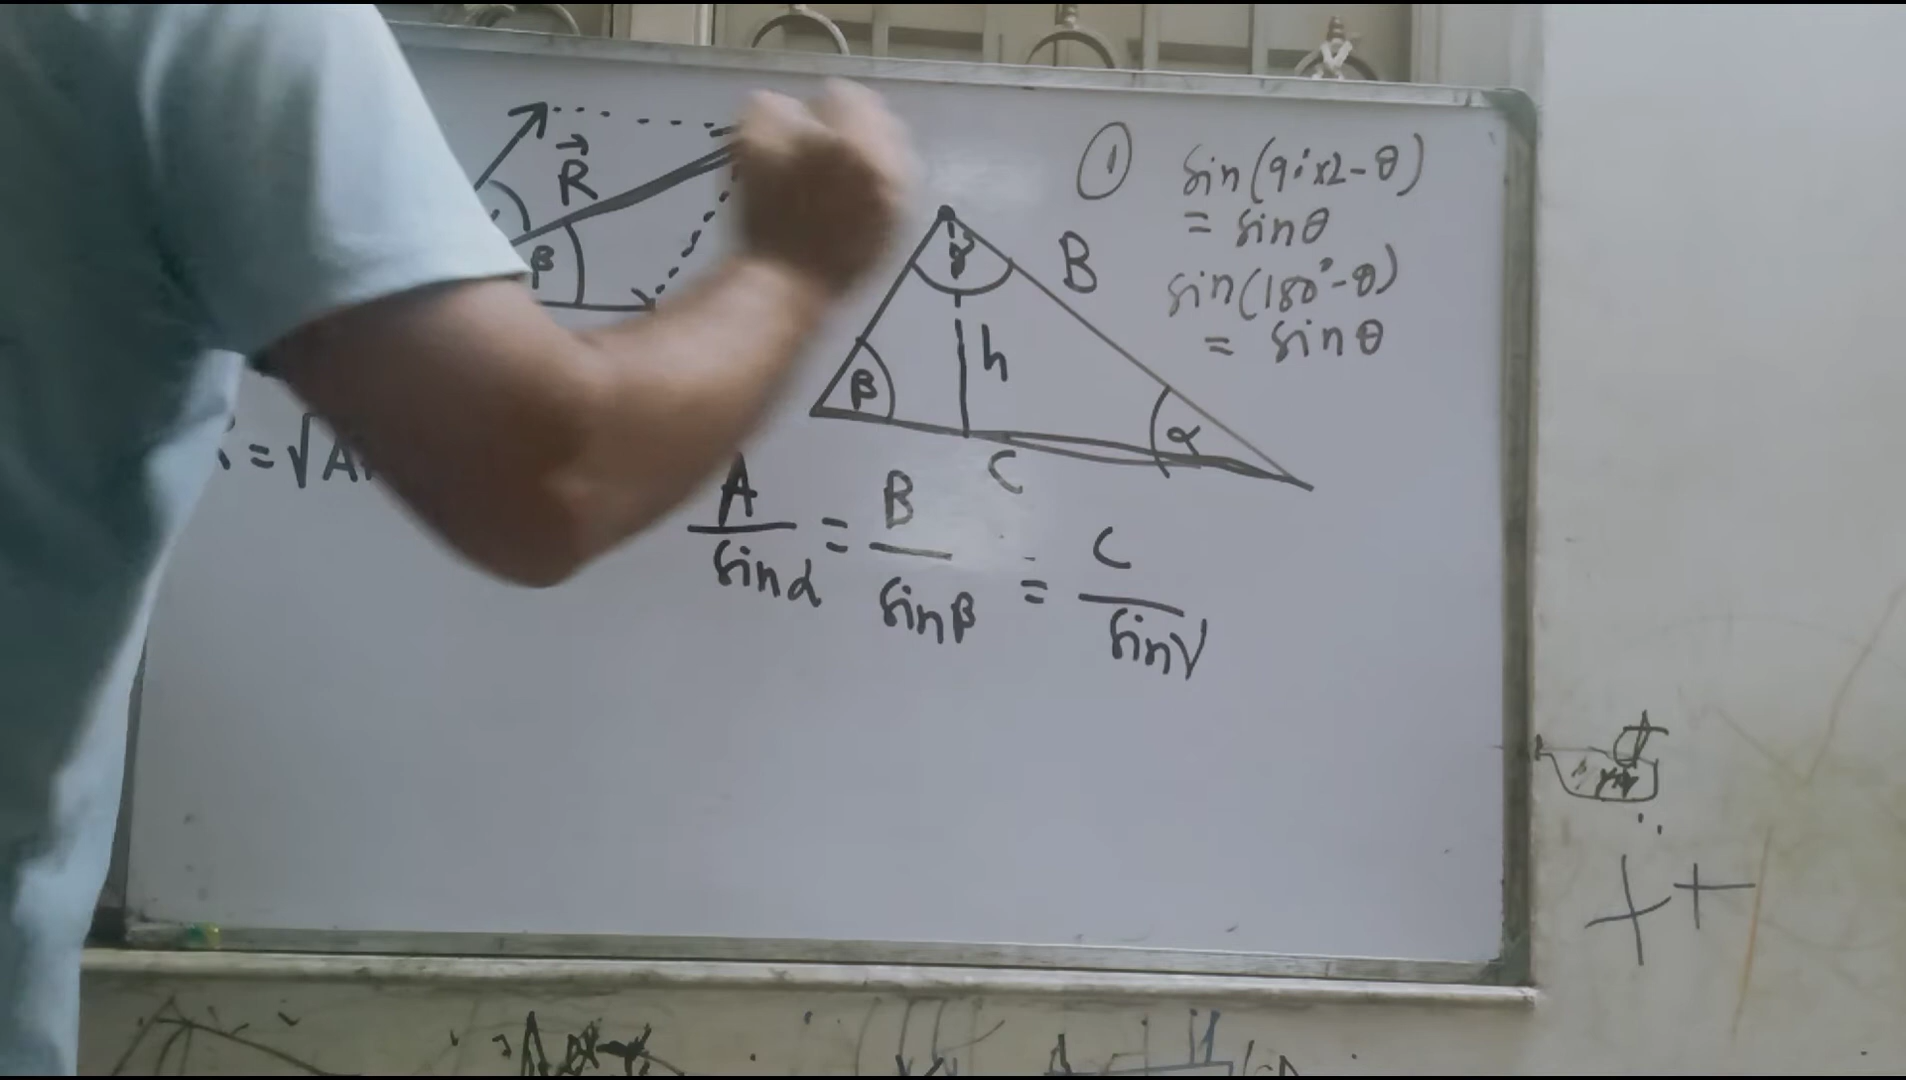 R
β
= √A
① sin(90×2-θ)
= sinθ
sin(180°-θ)
= sinθ
γ
B
h
β
α
C
A/sinα = B/sinβ = C/sinγ